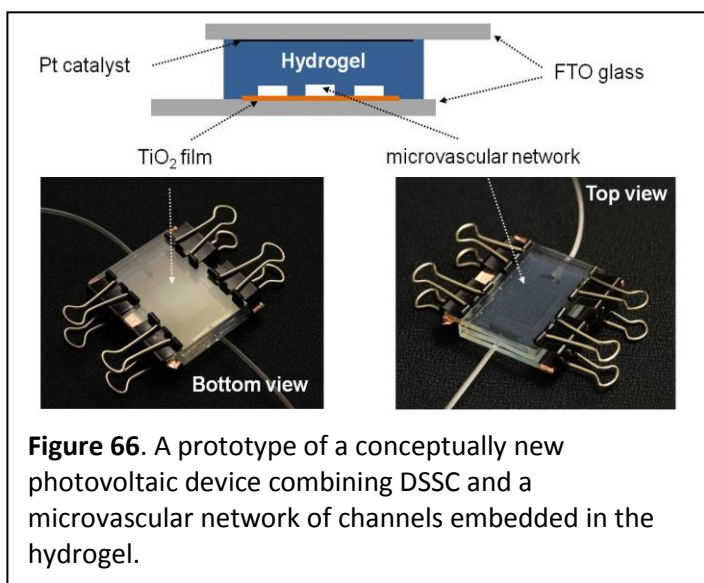 Pt catalyst
Hydrogel
FTO glass
TiO₂ film
microvascular network
Top view
Bottom view
Figure 66. A prototype of a conceptually new
photovoltaic device combining DSSC and a
microvascular network of channels embedded in the
hydrogel.